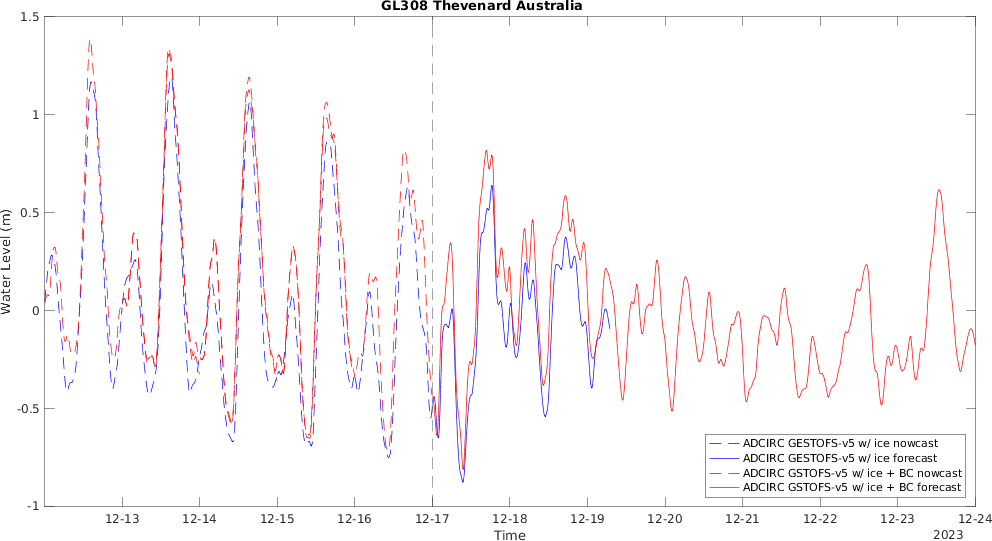 GL308 Thevenard Australia
1.5
1
0.5
0
-0.5
-1
Water Level (m)
12-13 12-14 12-15 12-16 12-17 12-18 12-19 12-20 12-21 12-22 12-23 12-24
Time
2023
ADCIRC GESTOFS-v5 w/ ice nowcast
ADCIRC GESTOFS-v5 w/ ice forecast
ADCIRC GSTOFS-v5 w/ ice + BC nowcast
ADCIRC GSTOFS-v5 w/ ice + BC forecast